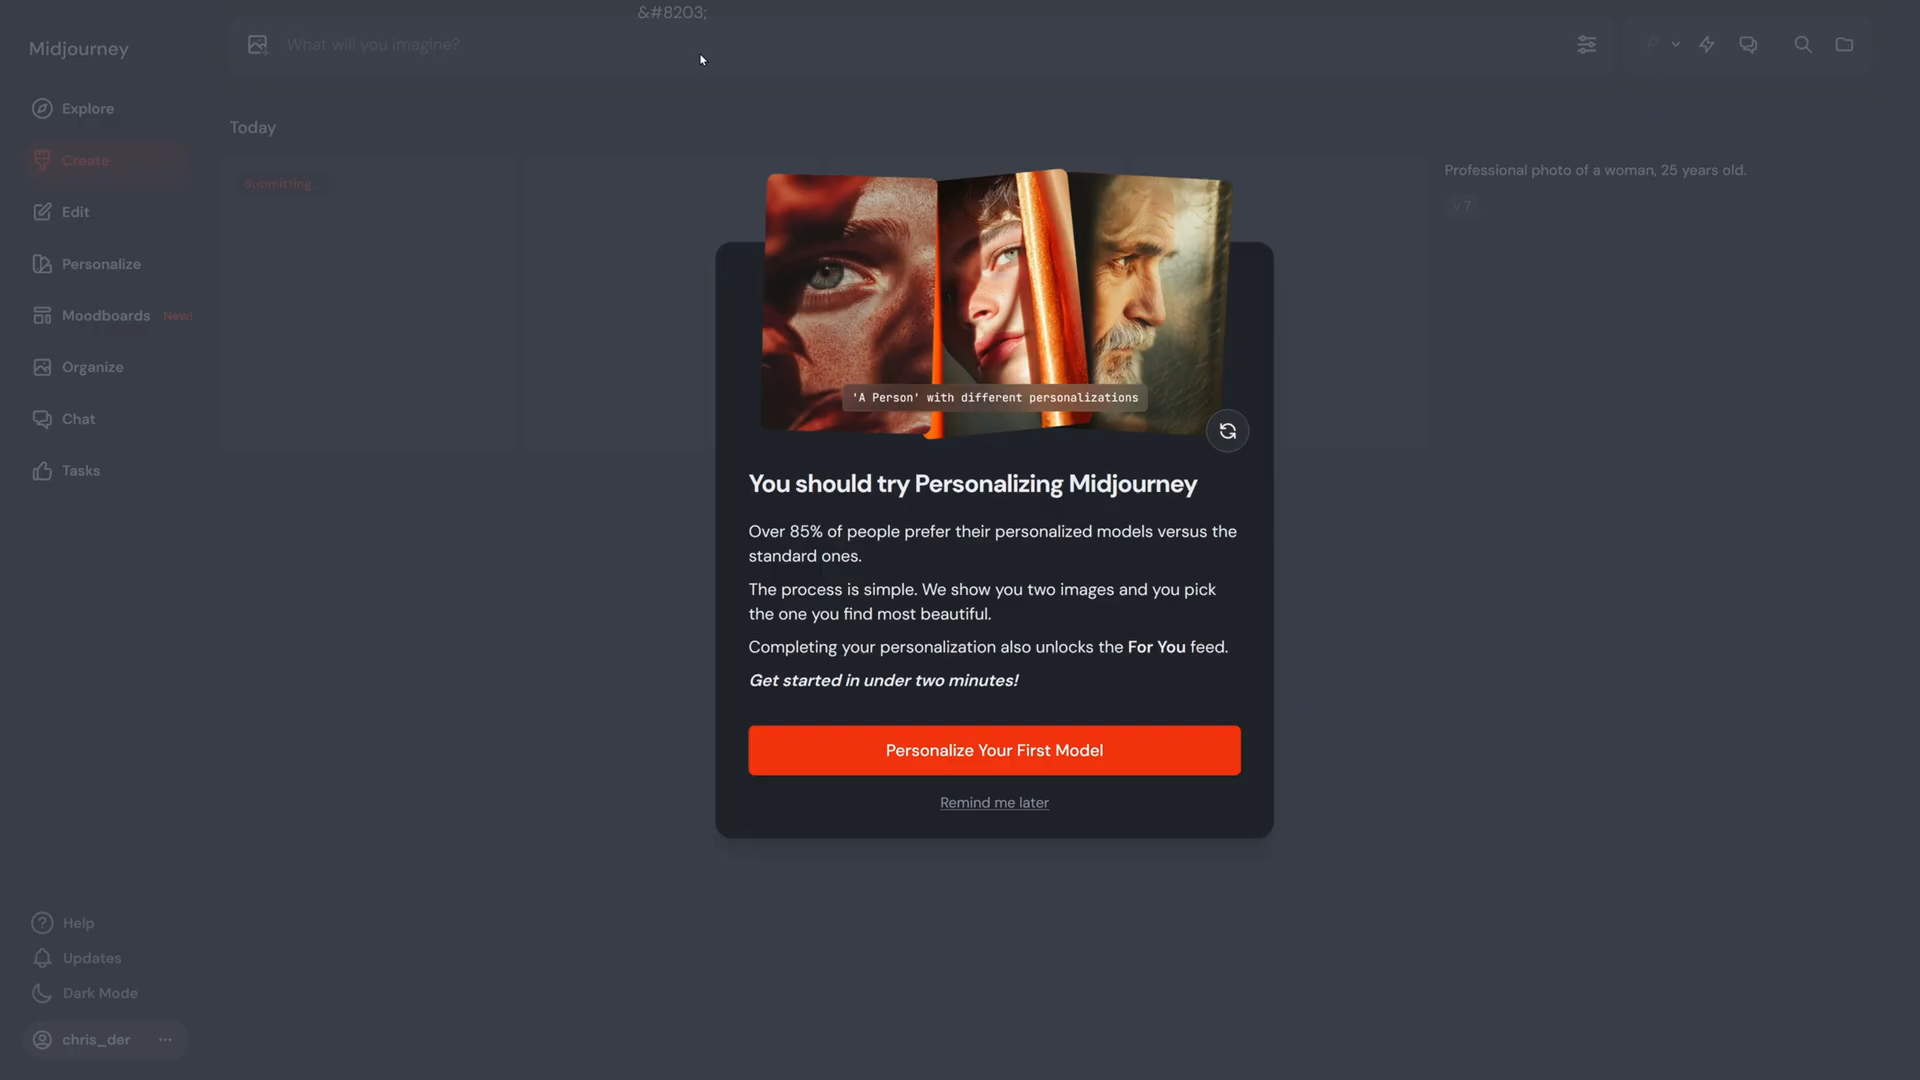 &#8203;
Midjourney
What will you imagine?
Explore
Create
Edit
Personalize
Moodboards New!
Organize
Chat
Tasks
Today
Submitting...
Professional photo of a woman, 25 years old.
v 7
'A Person' with different personalizations
You should try Personalizing Midjourney
Over 85% of people prefer their personalized models versus the
standard ones.
The process is simple. We show you two images and you pick
the one you find most beautiful.
Completing your personalization also unlocks the For You feed.
Get started in under two minutes!
Personalize Your First Model
Remind me later
Help
Updates
Dark Mode
chris_der ...